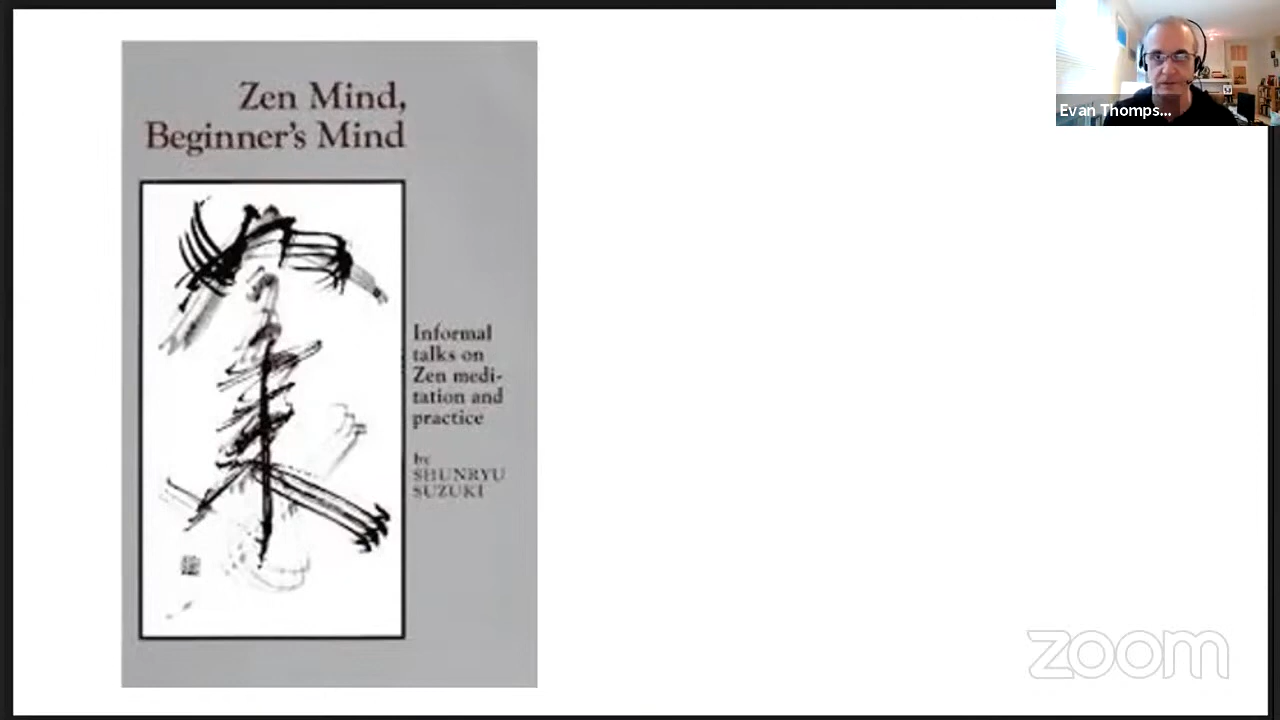 Zen Mind,
Beginner's Mind
Informal
talks on
Zen medi-
tation and
practice
by
SHUNRYU
SUZUKI
Evan Thomps...
zoom